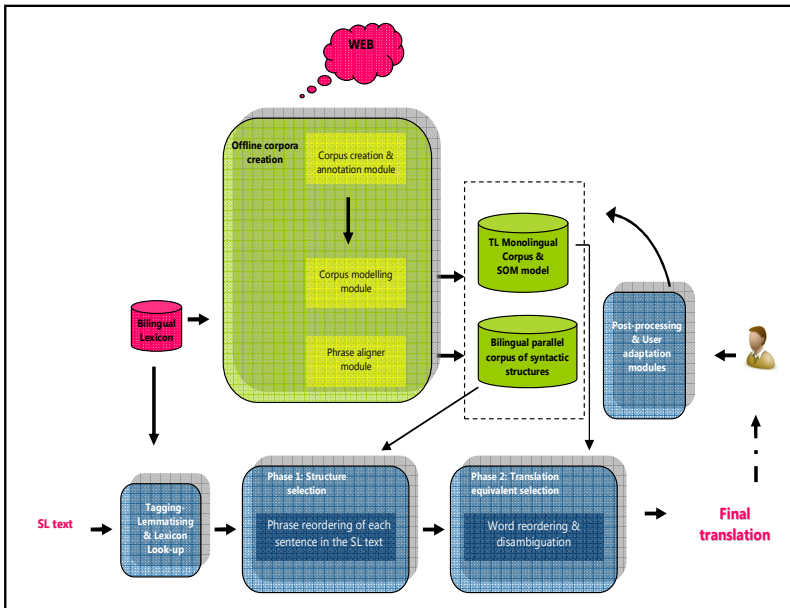 WEB
Offline corpora
creation
Corpus creation &
annotation module
Corpus modelling
module
Phrase aligner
module
TL Monolingual
Corpus &
SOM model
Bilingual parallel
corpus of syntactic
structures
Bilingual
Lexicon
Post-processing
& User
adaptation
modules
SL text
Tagging-
Lemmatising
& Lexicon
Look-up
Phase 1: Structure
selection
Phrase reordering of each
sentence in the SL text
Phase 2: Translation
equivalent selection
Word reordering &
disambiguation
Final
translation